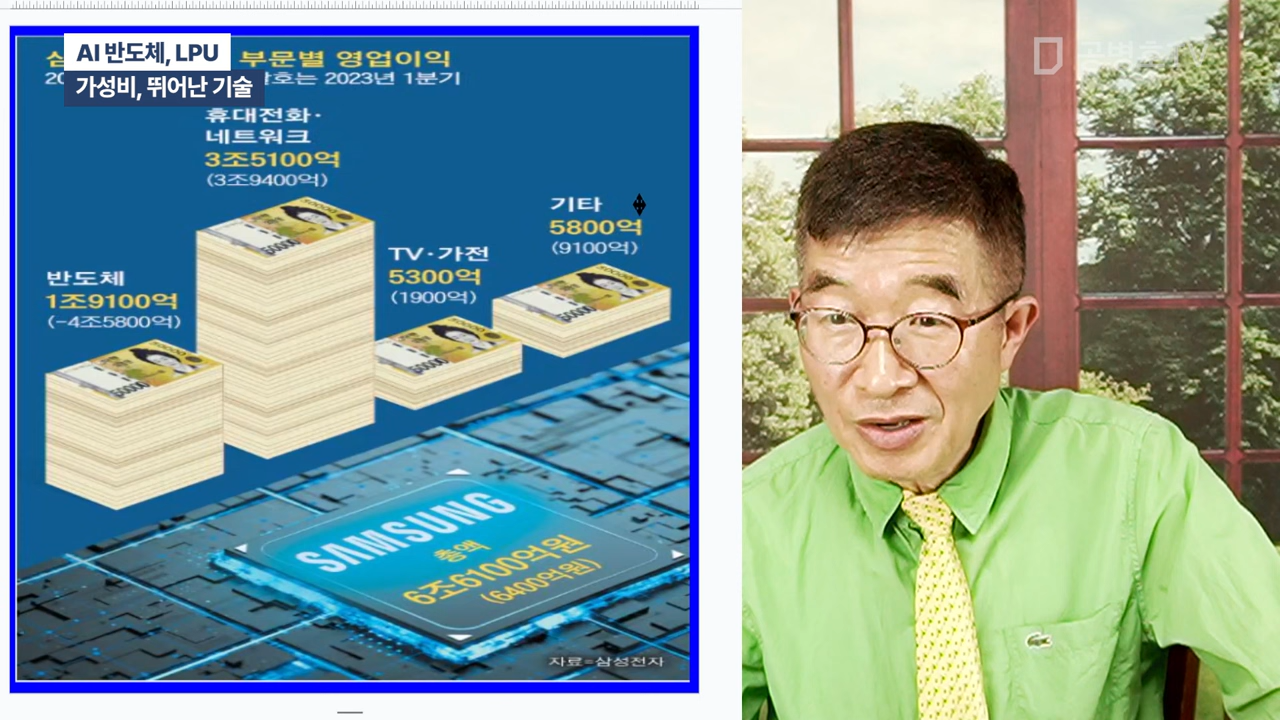 AI 반도체, LPU
가성비, 뛰어난 기술
부문별 영업이익
20
호는 2023년 1분기
휴대전화·
네트워크
3조5100억
(3조9400억)
기타
5800억
(9100억)
TV·가전
5300억
(1900억)
반도체
1조9100억
(-4조5800억)
SAMSUNG
총액
6조6100억원
(6400억원)
자료=삼성전자
50000
50000
50000
50000